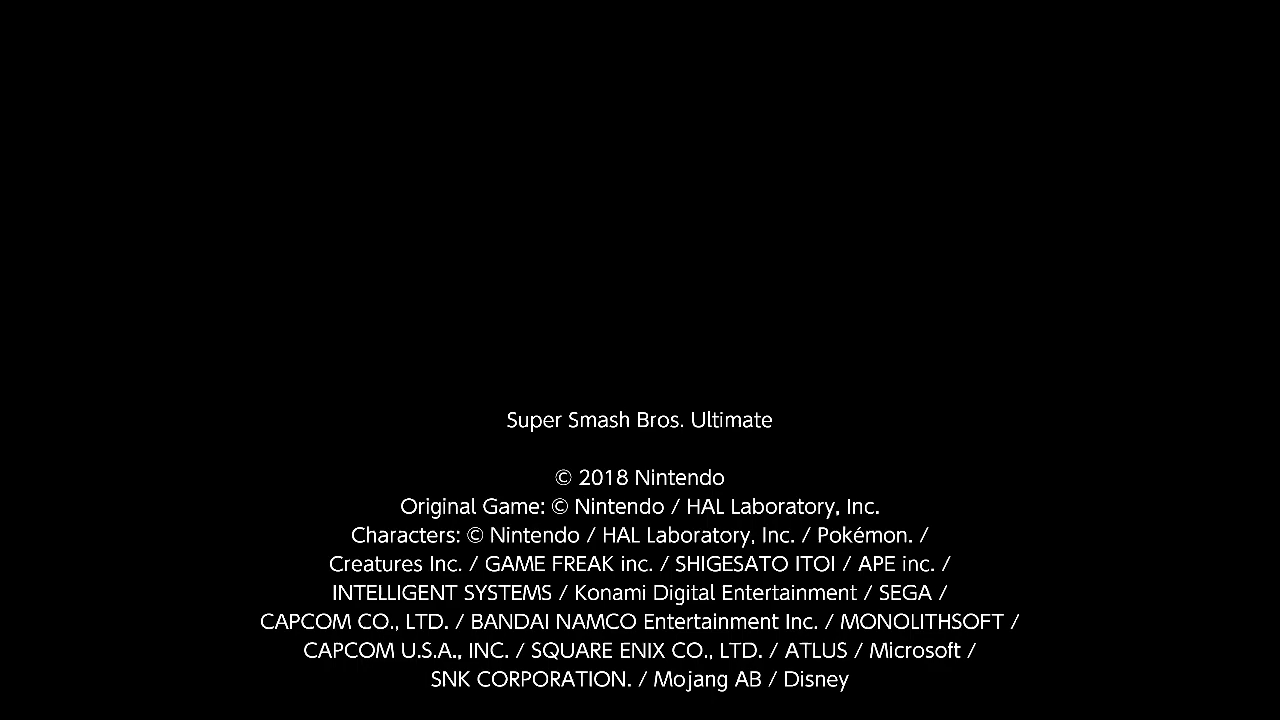 Super Smash Bros. Ultimate
© 2018 Nintendo
Original Game: © Nintendo / HAL Laboratory, Inc.
Characters: © Nintendo / HAL Laboratory, Inc. / Pokémon. /
Creatures Inc. / GAME FREAK inc. / SHIGESATO ITOI / APE inc. /
INTELLIGENT SYSTEMS / Konami Digital Entertainment / SEGA /
CAPCOM CO., LTD. / BANDAI NAMCO Entertainment Inc. / MONOLITHSOFT /
CAPCOM U.S.A., INC. / SQUARE ENIX CO., LTD. / ATLUS / Microsoft /
SNK CORPORATION. / Mojang AB / Disney